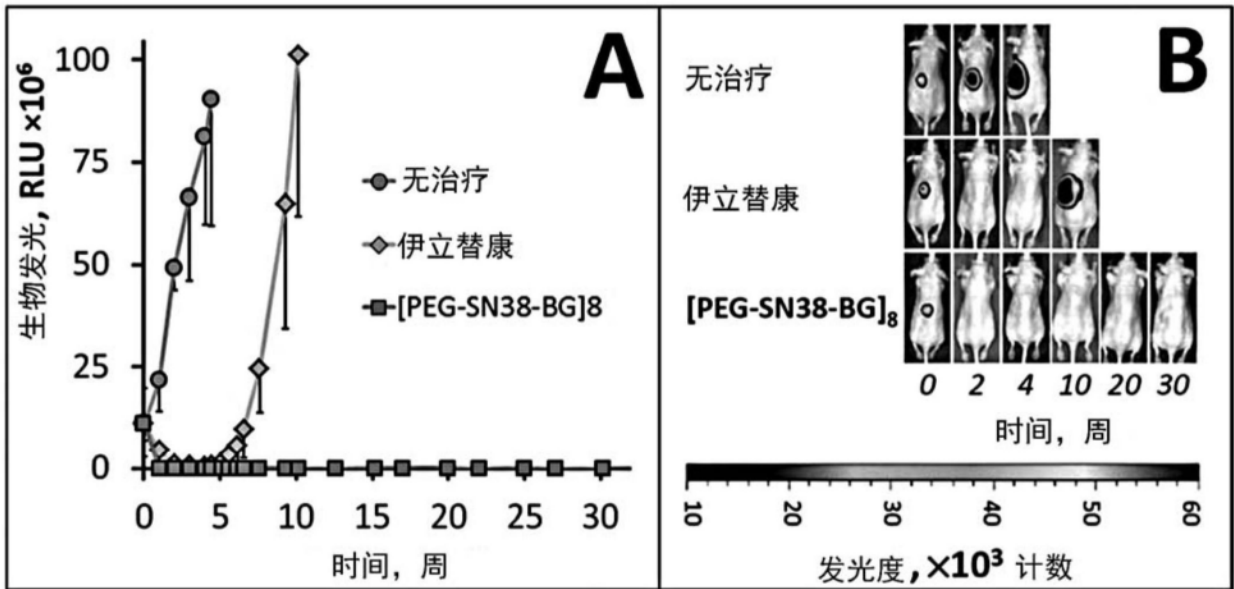 A
生物发光, RLU ×10⁶
100
75
50
25
0
无治疗
伊立替康
[PEG-SN38-BG]8
0 5 10 15 20 25 30
时间, 周
B
无治疗
伊立替康
[PEG-SN38-BG]₈
0 2 4 10 20 30
时间, 周
10 20 30 40 50 60
发光度, ×10³ 计数